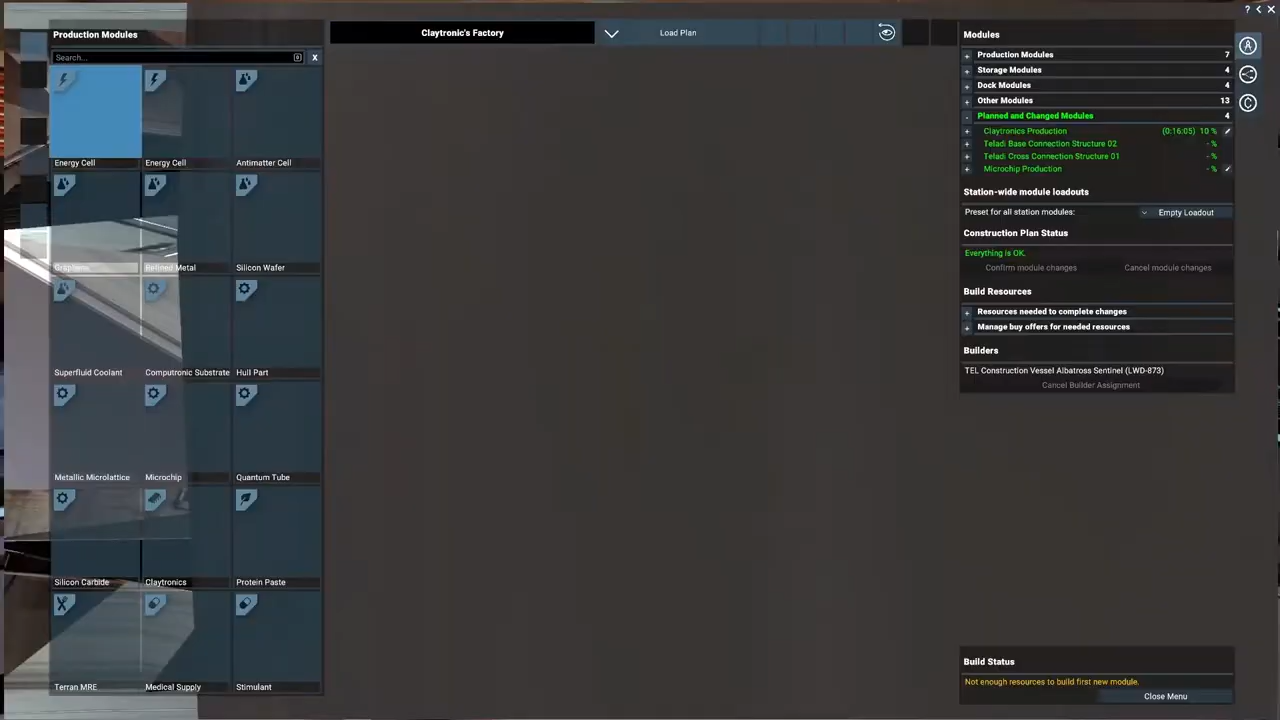 Production Modules
Search...
X
Energy Cell
Energy Cell
Antimatter Cell
Graphene
Refined Metal
Silicon Wafer
Superfluid Coolant
Computronic Substrate
Hull Part
Metallic Microlattice
Microchip
Quantum Tube
Silicon Carbide
Claytronics
Protein Paste
Terran MRE
Medical Supply
Stimulant
Claytronic's Factory
Load Plan
Modules
+ Production Modules 7
+ Storage Modules 4
+ Dock Modules 4
+ Other Modules 13
- Planned and Changed Modules 4
+ Claytronics Production (0:16:05) 10 %
+ Teladi Base Connection Structure 02 - %
+ Teladi Cross Connection Structure 01 - %
+ Microchip Production - %
Station-wide module loadouts
Preset for all station modules: Empty Loadout
Construction Plan Status
Everything is OK.
Confirm module changes Cancel module changes
Build Resources
+ Resources needed to complete changes
+ Manage buy offers for needed resources
Builders
TEL Construction Vessel Albatross Sentinel (LWD-873)
Cancel Builder Assignment
Build Status
Not enough resources to build first new module.
Close Menu